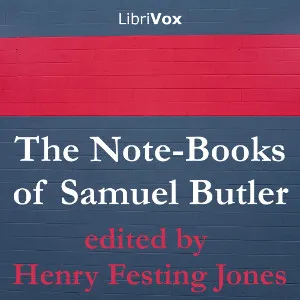 LibriVox
The Note-Books
of Samuel Butler
edited by
Henry Festing Jones